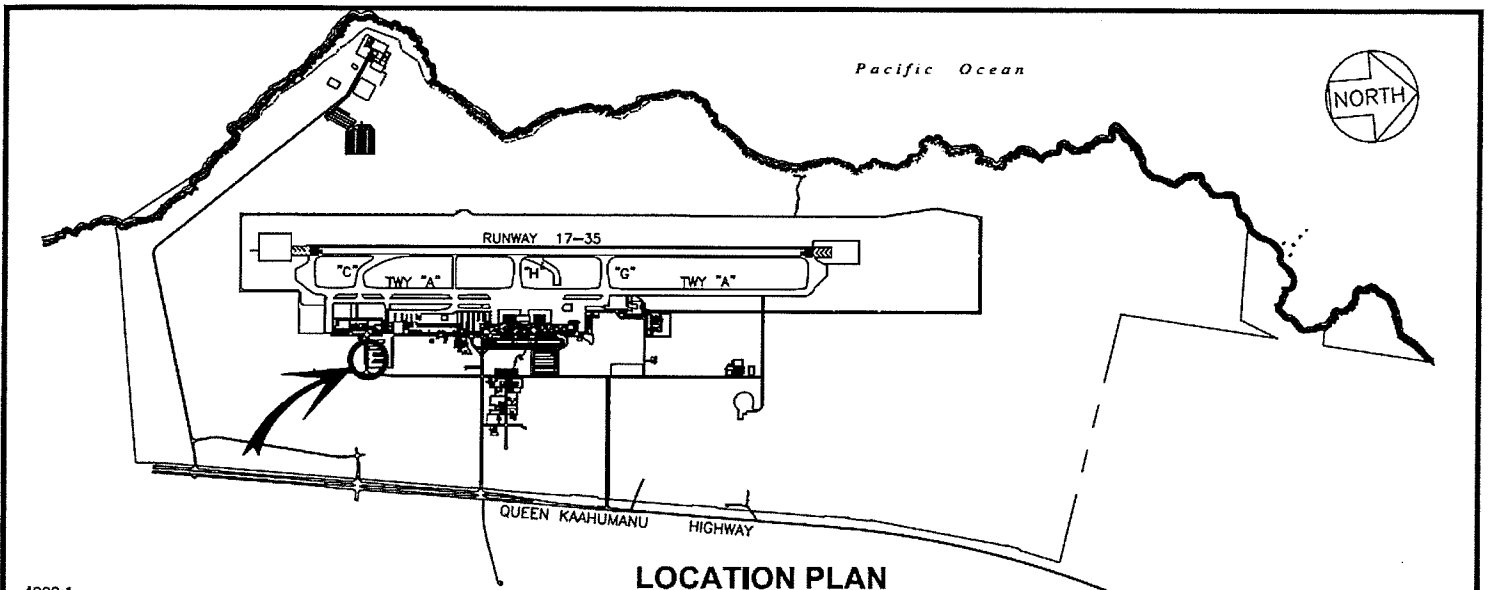 Pacific Ocean
NORTH
RUNWAY 17-35
"C"
TWY "A"
"H"
"G"
TWY "A"
QUEEN KAAHUMANU HIGHWAY
LOCATION PLAN